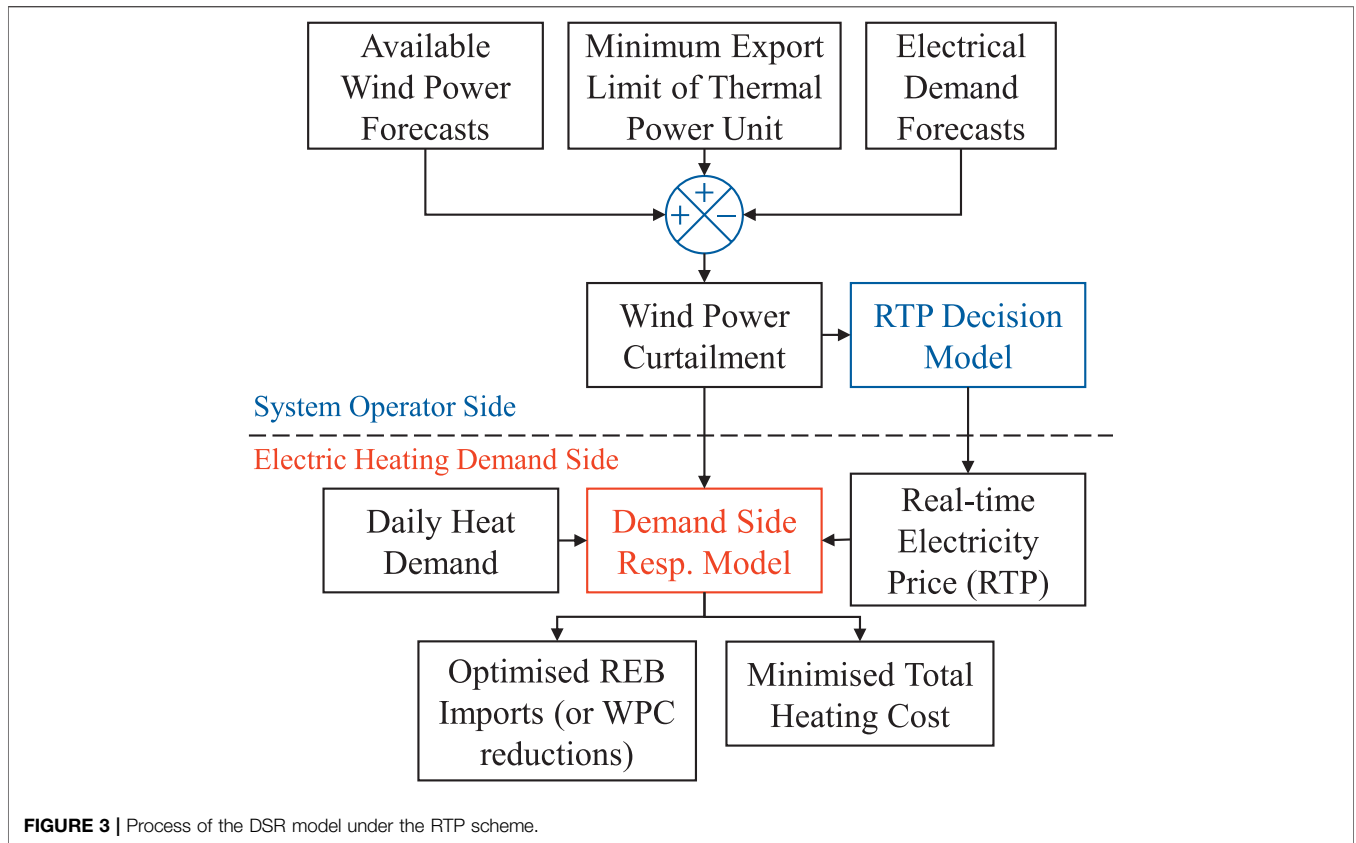 Available
Wind Power
Forecasts
Minimum Export
Limit of Thermal
Power Unit
Electrical
Demand
Forecasts
+
+ −
Wind Power
Curtailment
RTP Decision
Model
System Operator Side
Electric Heating Demand Side
Daily Heat
Demand
Demand Side
Resp. Model
Real-time
Electricity
Price (RTP)
Optimised REB
Imports (or WPC
reductions)
Minimised Total
Heating Cost
FIGURE 3 | Process of the DSR model under the RTP scheme.